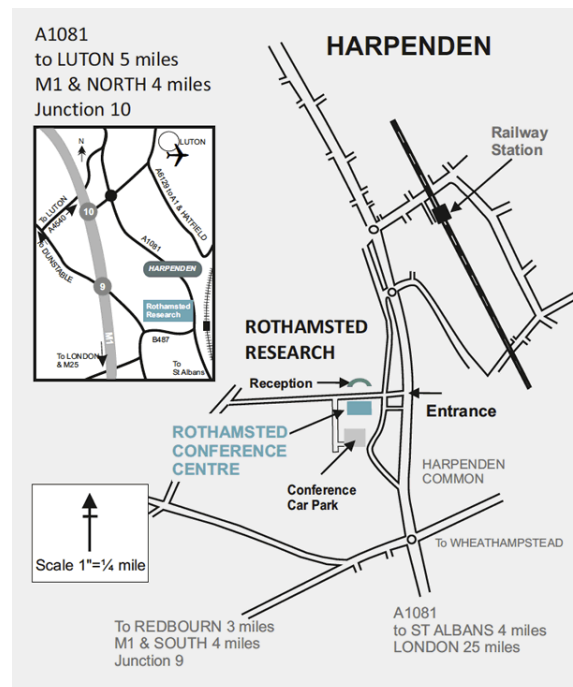 A1081
to LUTON 5 miles
M1 & NORTH 4 miles
Junction 10
HARPENDEN
N
LUTON
To LUTON
A4540
10
A6129 to A1 & HATFIELD
A1081
To DUNSTABLE
HARPENDEN
9
Rothamsted
Research
M1
B487
To LONDON
& M25
To
St Albans
Railway
Station
ROTHAMSTED
RESEARCH
Reception
Entrance
ROTHAMSTED
CONFERENCE
CENTRE
Conference
Car Park
HARPENDEN
COMMON
Scale 1"=¼ mile
To WHEATHAMPSTEAD
To REDBOURN 3 miles
M1 & SOUTH 4 miles
Junction 9
A1081
to ST ALBANS 4 miles
LONDON 25 miles